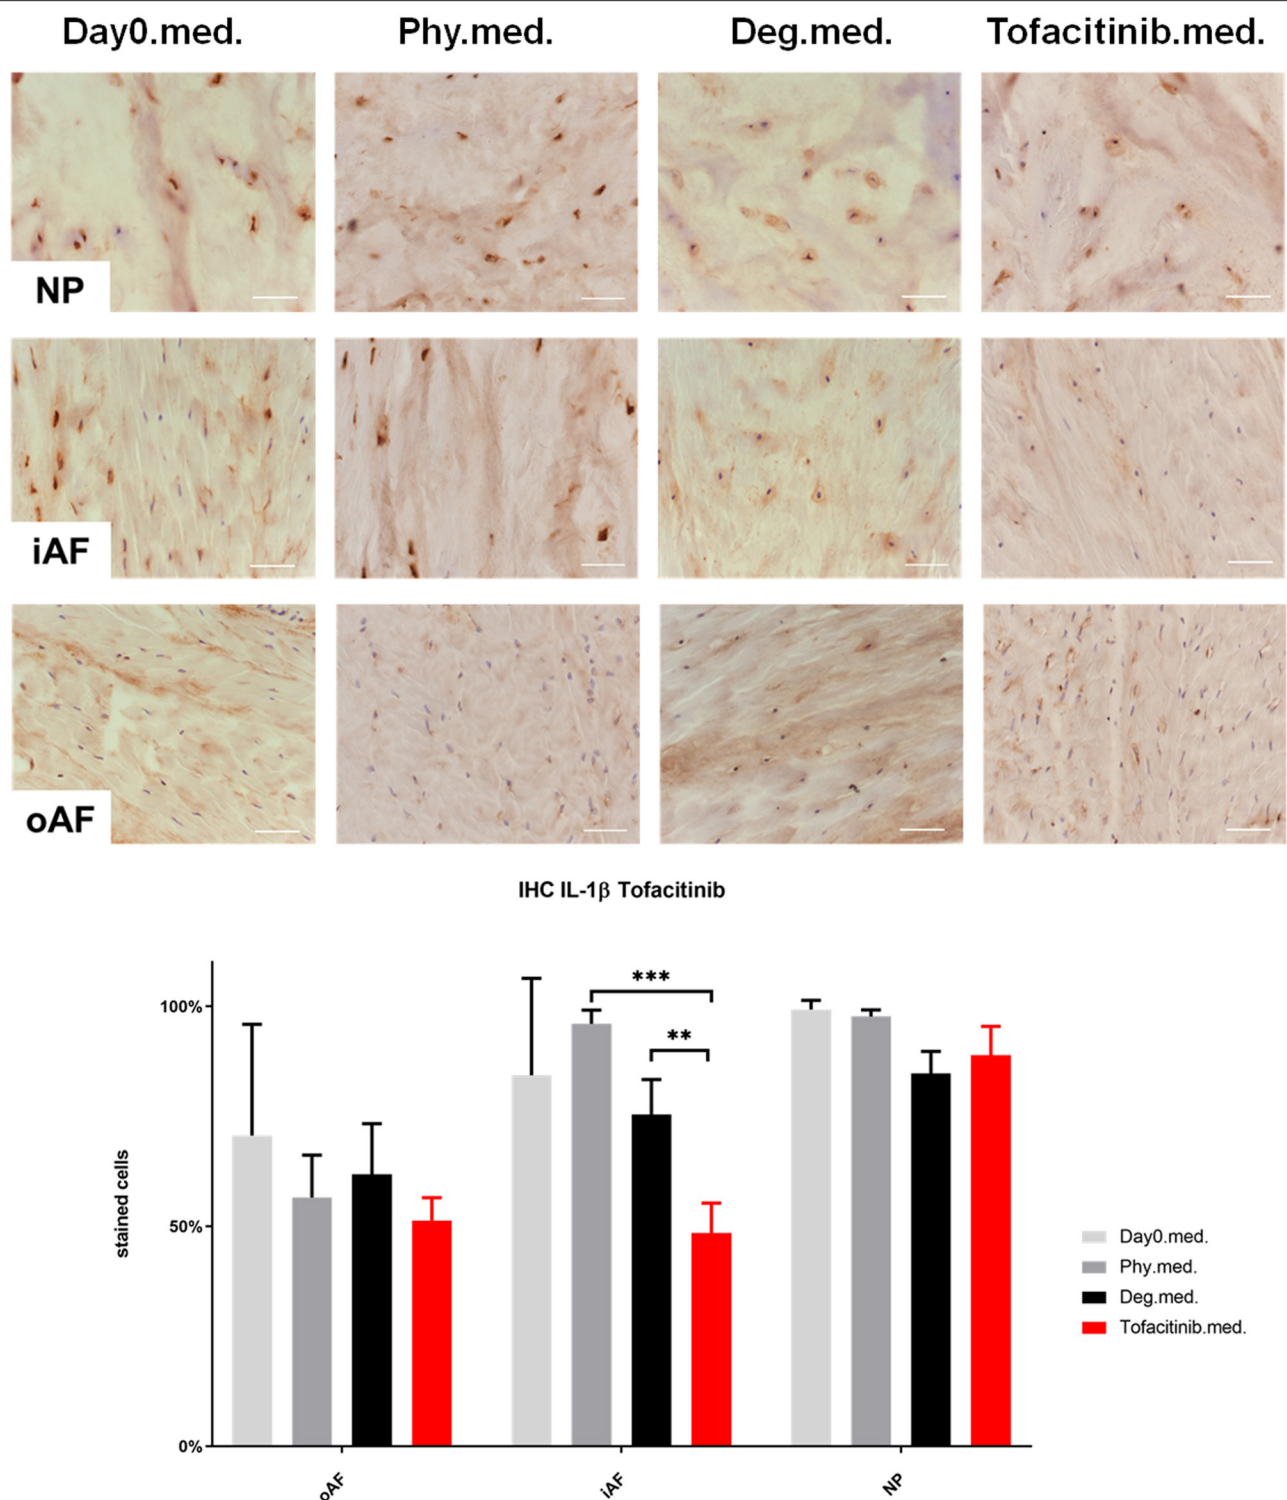 Day0.med. Phy.med. Deg.med. Tofacitinib.med.
NP
iAF
oAF
IHC IL-1β Tofacitinib
***
**
100%
50%
0%
stained cells
oAF iAF NP
Day0.med.
Phy.med.
Deg.med.
Tofacitinib.med.